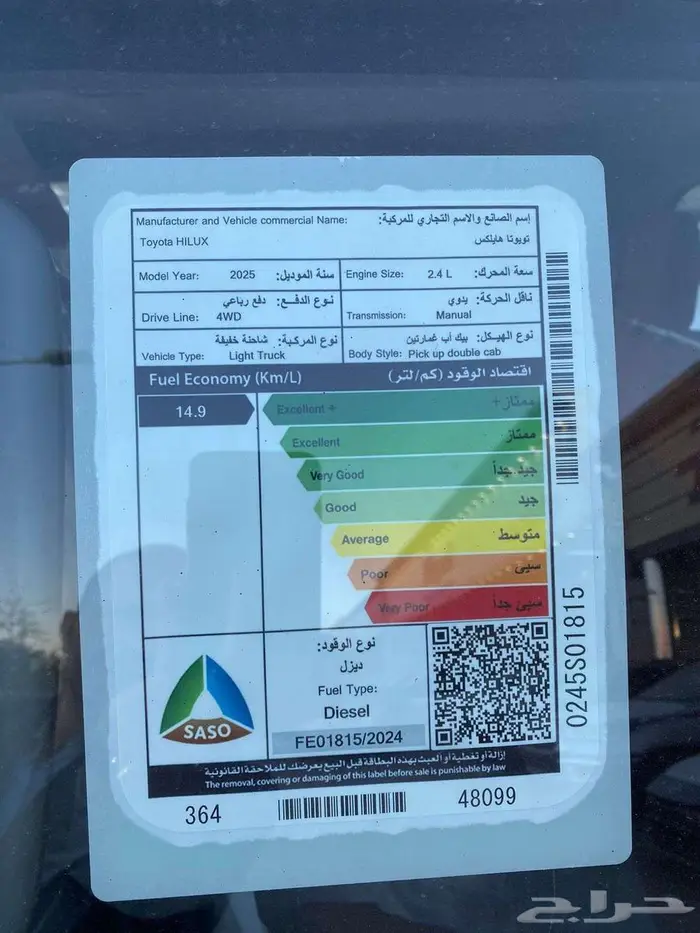 Manufacturer and Vehicle commercial Name: إسم الصانع والاسم التجاري للمركبة:
Toyota HILUX تويوتا هايلكس
Model Year: 2025 سنة الموديل: Engine Size: 2.4 L سعة المحرك:
نوع الدفــع: دفع رباعي
Drive Line: 4WD
ناقل الحركة: يدوي
Transmission: Manual
نوع المركبـة: شاحنة خفيفة
Vehicle Type: Light Truck
نوع الهيكل: بيك أب غمارتين
Body Style: Pick up double cab
Fuel Economy (Km/L) اقتصاد الوقود (كم/لتر)
14.9 Excellent + ممتاز+
Excellent ممتاز
Very Good جيد جداً
Good جيد
Average متوسط
Poor سيئ
Very Poor سيئ جداً
نوع الوقود:
ديزل
Fuel Type:
Diesel
FE01815/2024
SASO
إزالة أو تغطية أو العبث بهذه البطاقة قبل البيع يعرضك للملاحقة القانونية
The removal, covering or damaging of this label before sale is punishable by law
364 48099
0245S01815
حراج